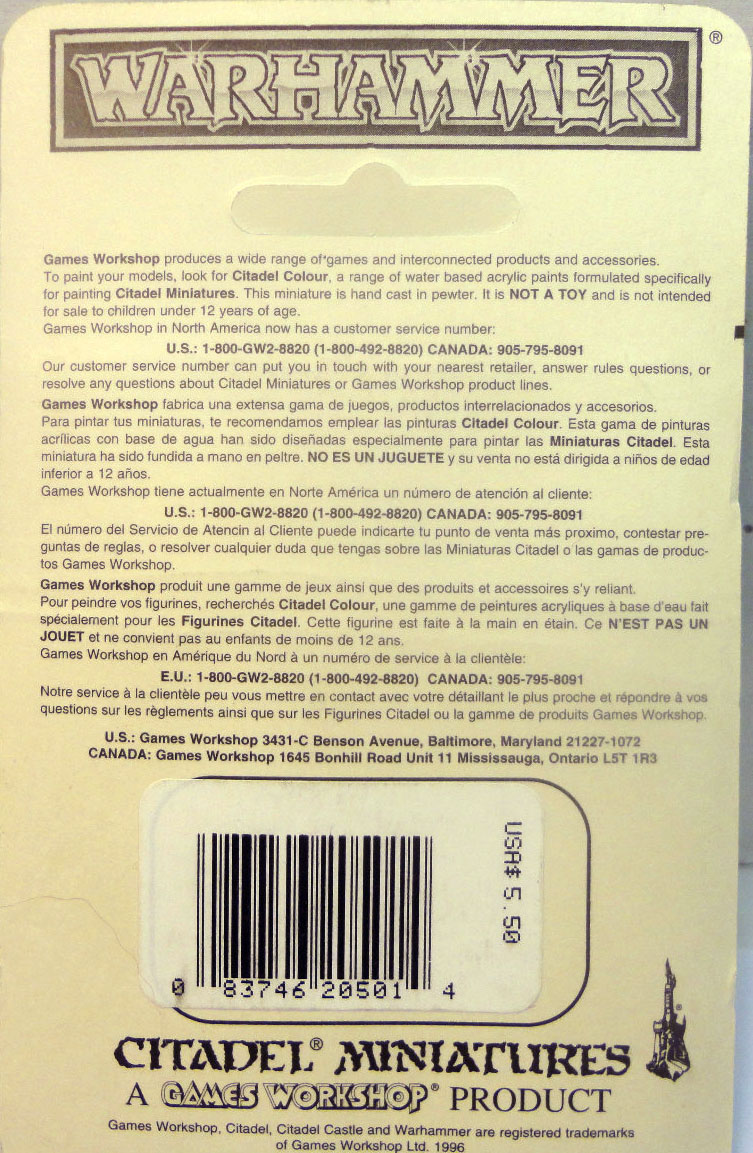 WARHAMMER®
Games Workshop produces a wide range of games and interconnected products and accessories.
To paint your models, look for Citadel Colour, a range of water based acrylic paints formulated specifically
for painting Citadel Miniatures. This miniature is hand cast in pewter. It is NOT A TOY and is not intended
for sale to children under 12 years of age.
Games Workshop in North America now has a customer service number:
U.S.: 1-800-GW2-8820 (1-800-492-8820) CANADA: 905-795-8091
Our customer service number can put you in touch with your nearest retailer, answer rules questions, or
resolve any questions about Citadel Miniatures or Games Workshop product lines.
Games Workshop fabrica una extensa gama de juegos, productos interrelacionados y accesorios.
Para pintar tus miniaturas, te recomendamos emplear las pinturas Citadel Colour. Esta gama de pinturas
acrílicas con base de agua han sido diseñadas especialmente para pintar las Miniaturas Citadel. Esta
miniatura ha sido fundida a mano en peltre. NO ES UN JUGUETE y su venta no está dirigida a niños de edad
inferior a 12 años.
Games Workshop tiene actualmente en Norte América un número de atención al cliente:
U.S.: 1-800-GW2-8820 (1-800-492-8820) CANADA: 905-795-8091
El número del Servicio de Atencin al Cliente puede indicarte tu punto de venta más proximo, contestar pre-
guntas de reglas, o resolver cualquier duda que tengas sobre las Miniaturas Citadel o las gamas de produc-
tos Games Workshop.
Games Workshop produit une gamme de jeux ainsi que des produits et accessoires s'y reliant.
Pour peindre vos figurines, recherchés Citadel Colour, une gamme de peintures acryliques à base d'eau fait
spécialement pour les Figurines Citadel. Cette figurine est faite à la main en étain. Ce N'EST PAS UN
JOUET et ne convient pas au enfants de moins de 12 ans.
Games Workshop en Amérique du Nord à un numéro de service à la clientèle:
E.U.: 1-800-GW2-8820 (1-800-492-8820) CANADA: 905-795-8091
Notre service à la clientèle peu vous mettre en contact avec votre détaillant le plus proche et répondre à vos
questions sur les règlements ainsi que sur les Figurines Citadel ou la gamme de produits Games Workshop.
U.S.: Games Workshop 3431-C Benson Avenue, Baltimore, Maryland 21227-1072
CANADA: Games Workshop 1645 Bonhill Road Unit 11 Mississauga, Ontario L5T 1R3
USA$ 5.50
0 83746 20501 4
CITADEL® MINIATURES
A GAMES WORKSHOP® PRODUCT
Games Workshop, Citadel, Citadel Castle and Warhammer are registered trademarks
of Games Workshop Ltd. 1996